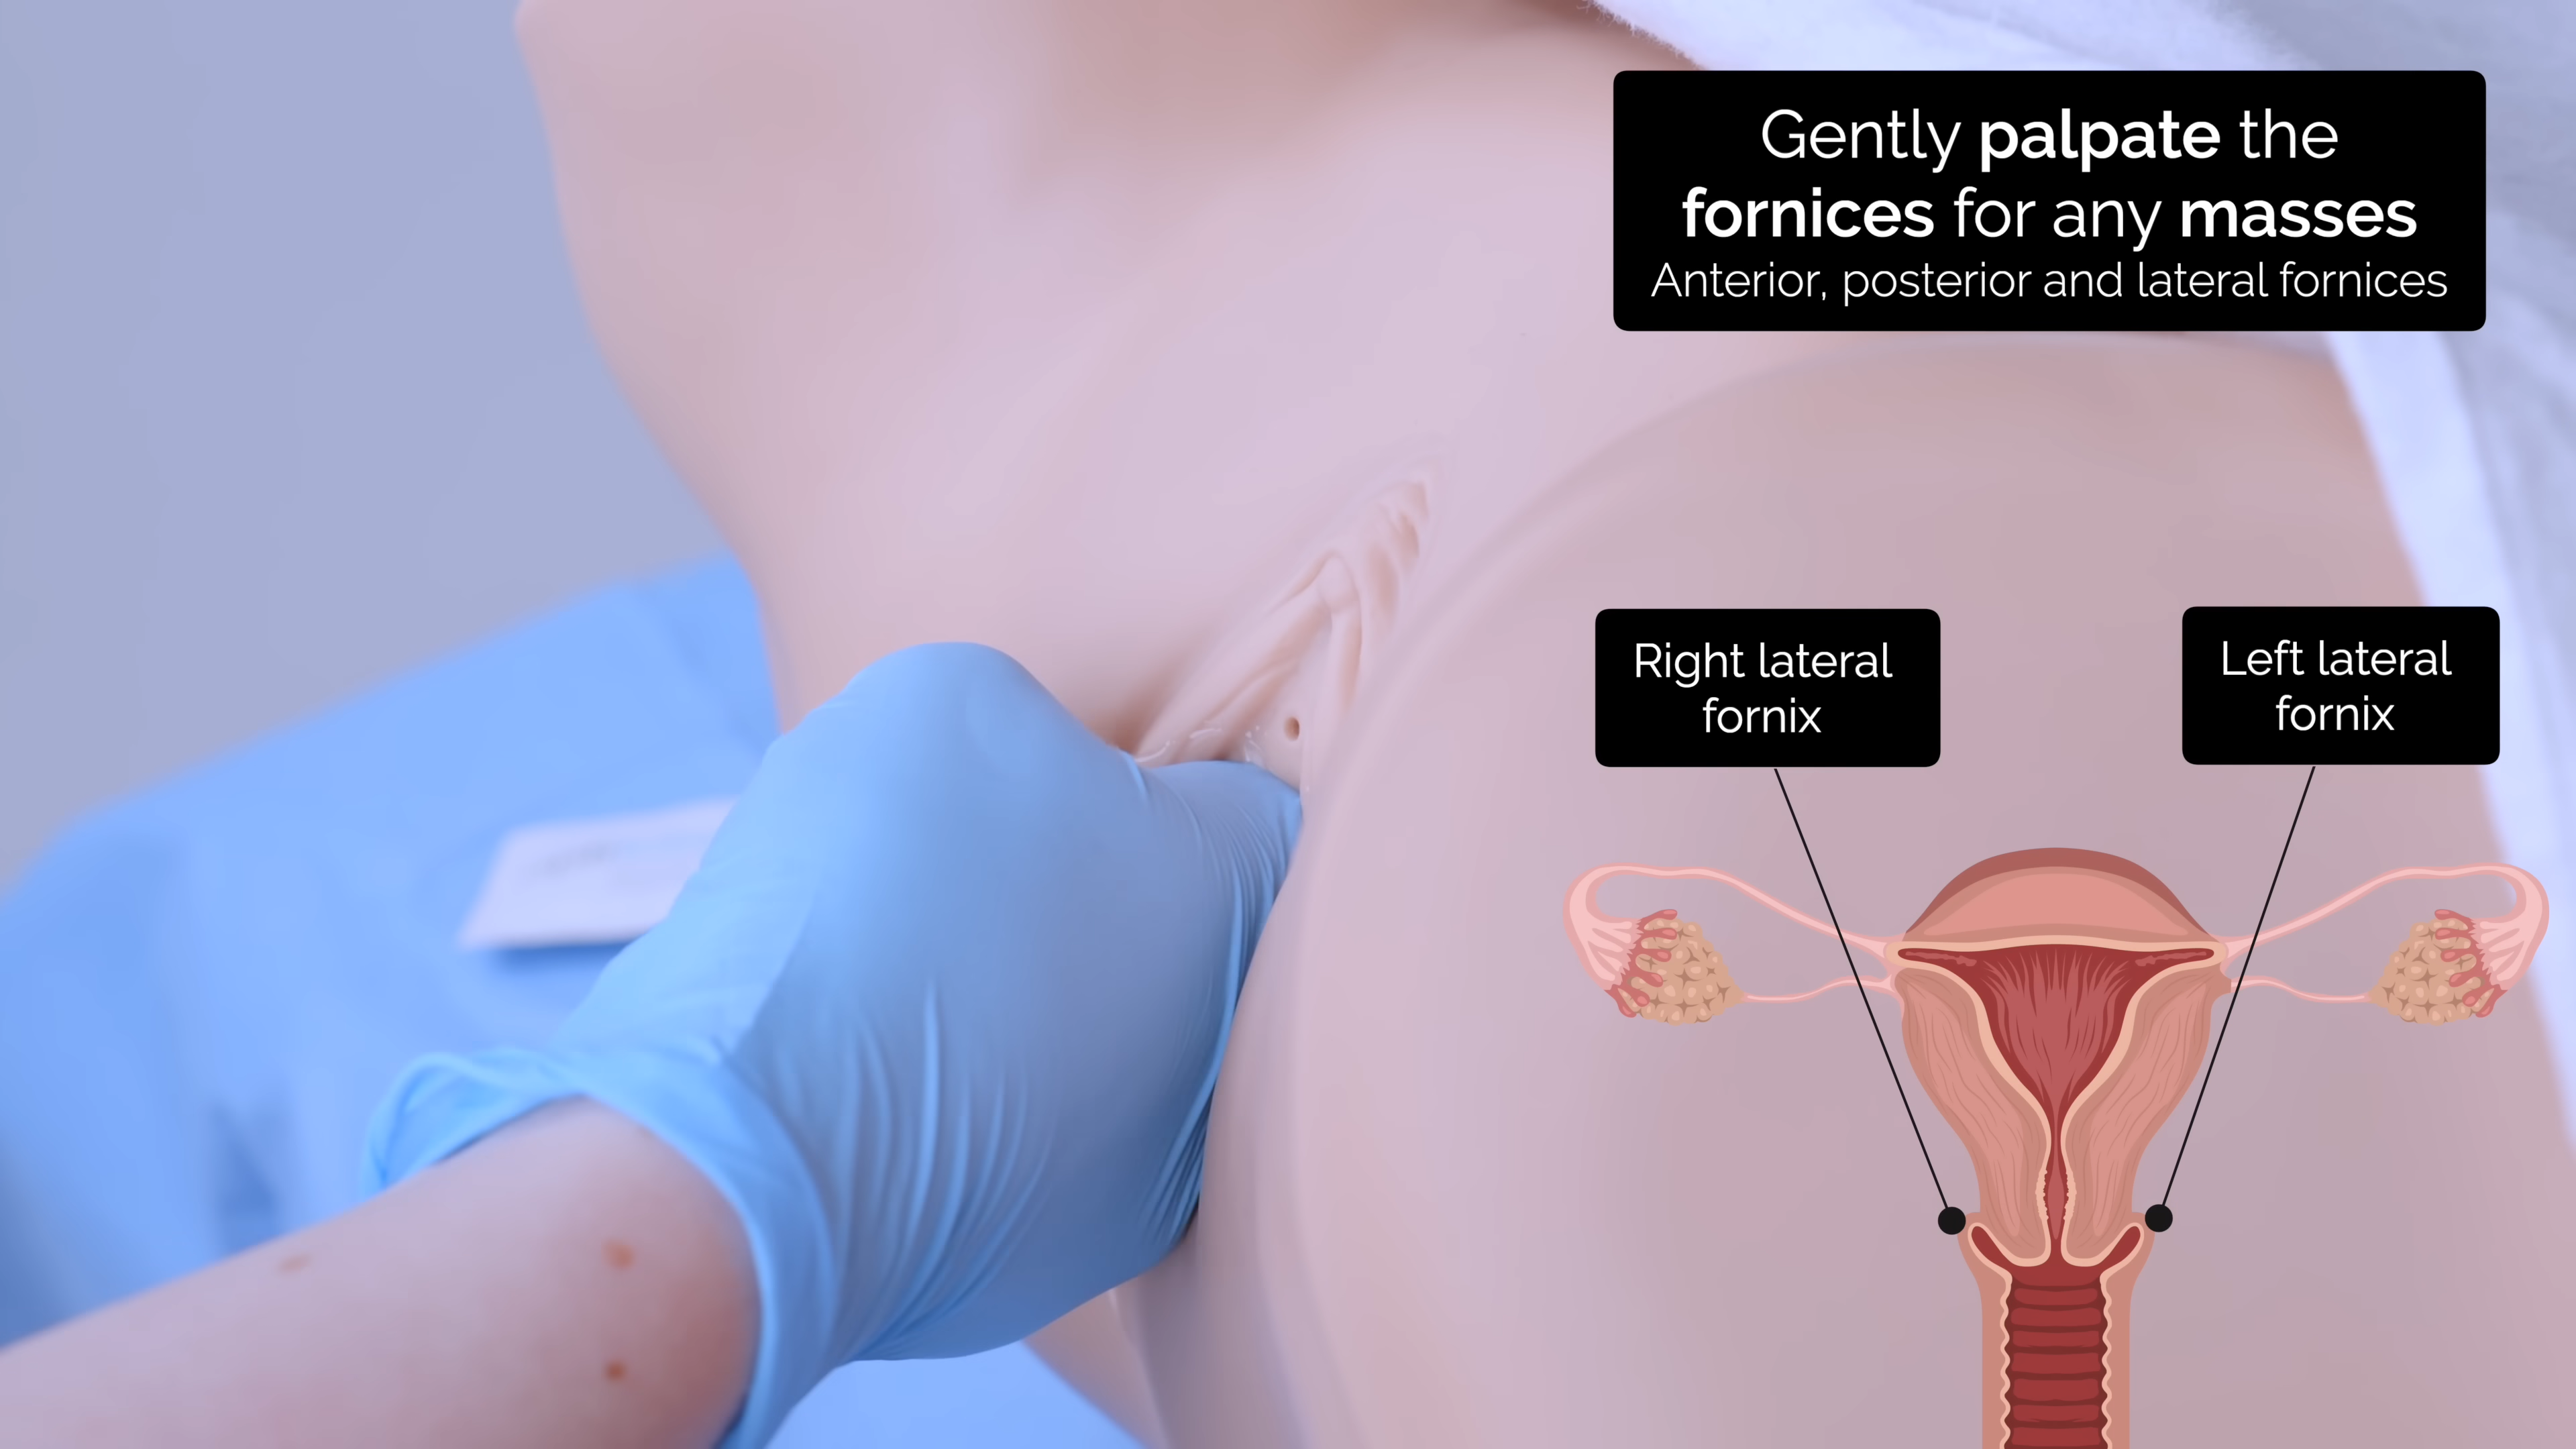 Gently palpate the
fornices for any masses
Anterior, posterior and lateral fornices
Right lateral
fornix
Left lateral
fornix